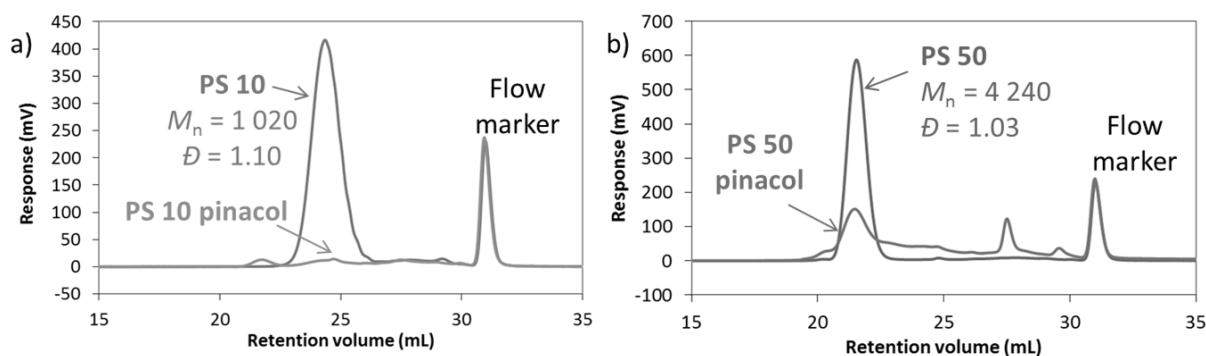 a)
450
400
350
300
250
200
150
100
50
0
-50
Response (mV)
PS 10
Mn = 1 020
Đ = 1.10
PS 10 pinacol
Flow
marker
15 20 25 30 35
Retention volume (mL)
b)
700
600
500
400
300
200
100
0
-100
Response (mV)
PS 50
Mn = 4 240
Đ = 1.03
PS 50
pinacol
Flow
marker
15 20 25 30 35
Retention volume (mL)